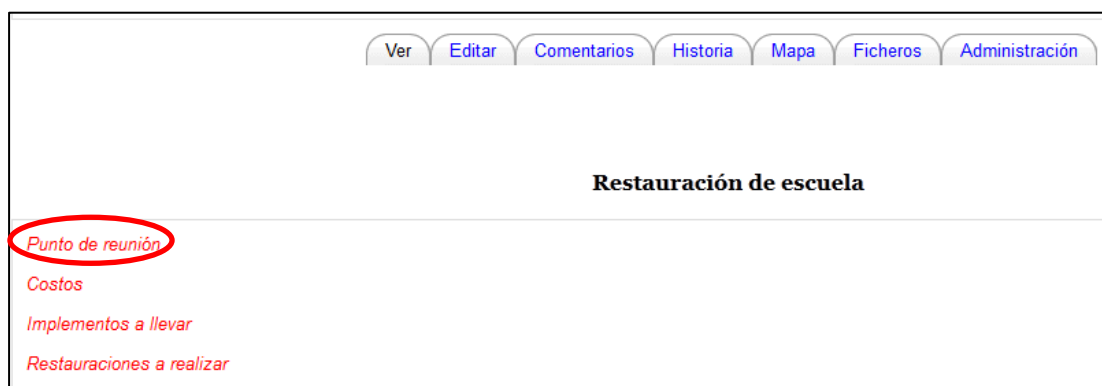 Ver Editar Comentarios Historia Mapa Ficheros Administración
Restauración de escuela
Punto de reunión
Costos
Implementos a llevar
Restauraciones a realizar